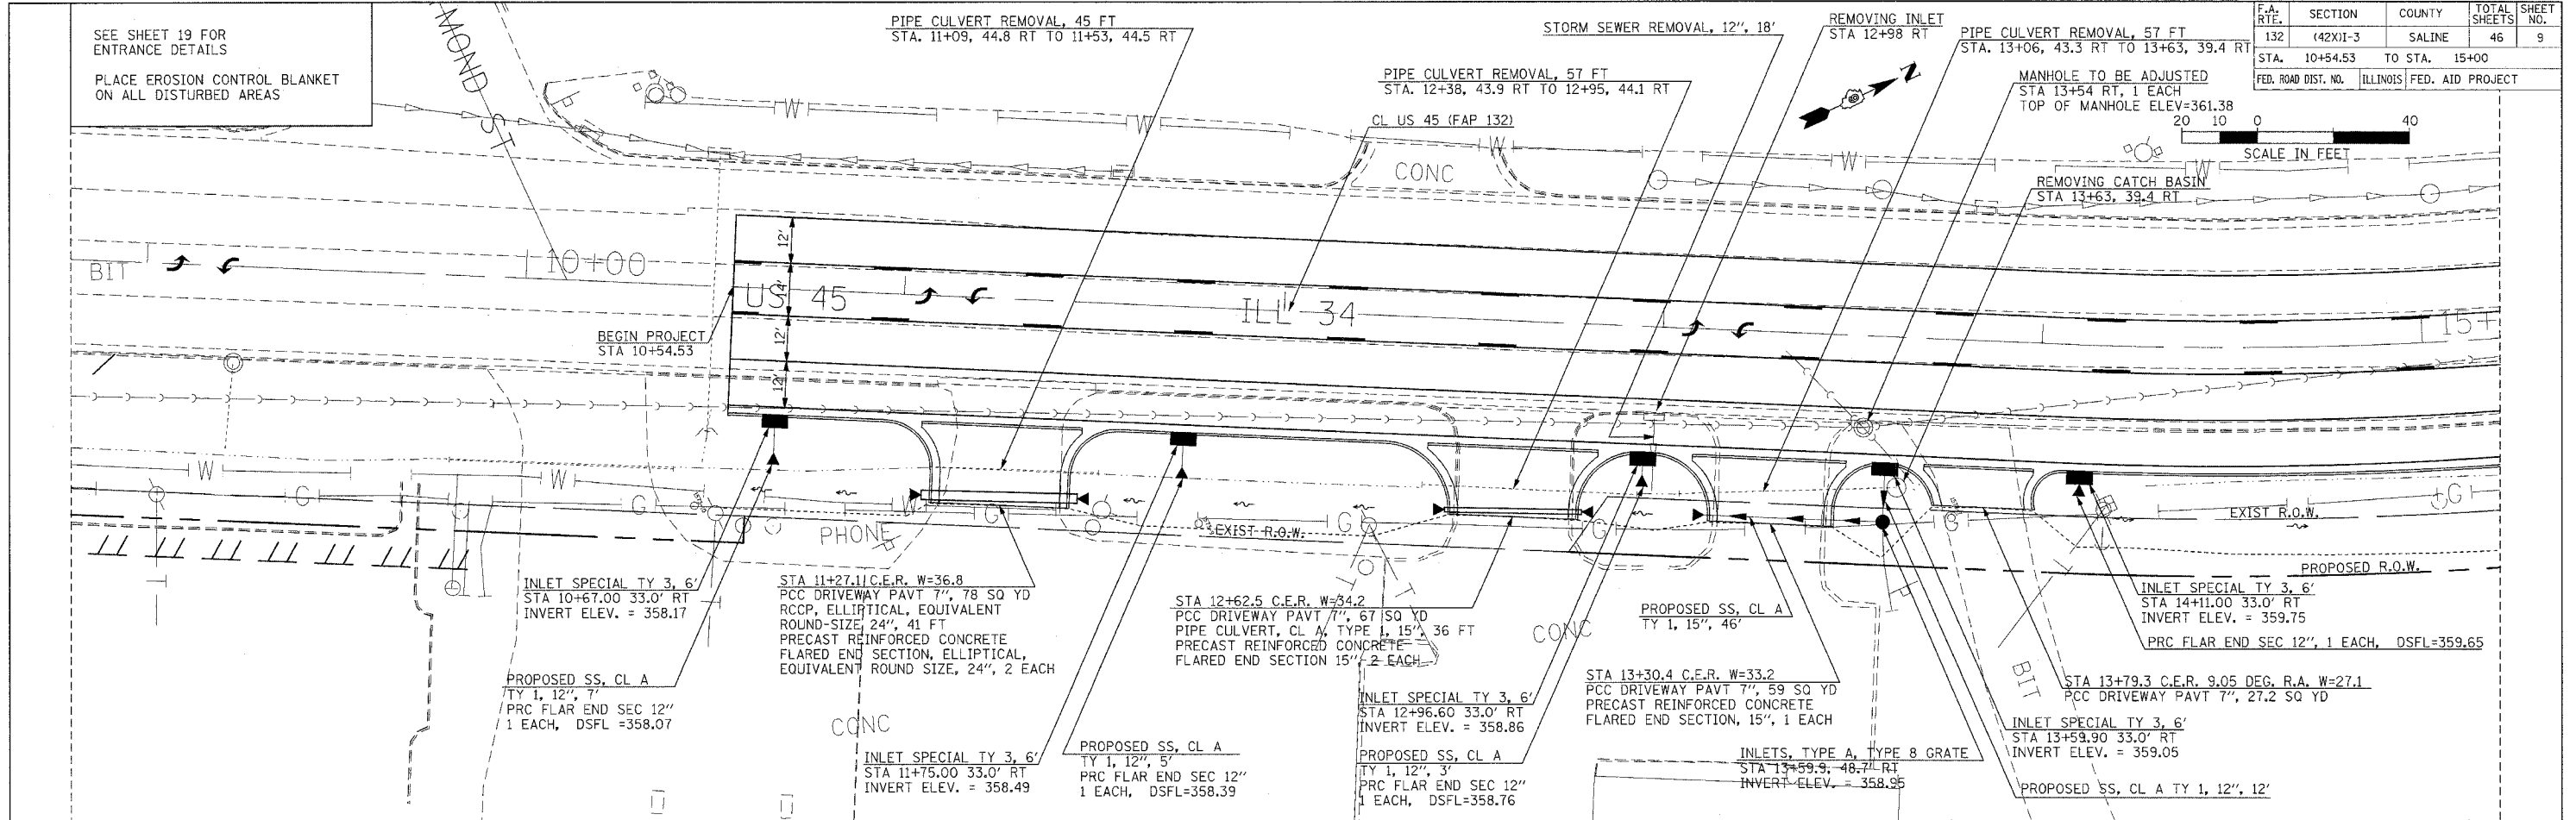 SEE SHEET 19 FOR
ENTRANCE DETAILS
PLACE EROSION CONTROL BLANKET
ON ALL DISTURBED AREAS
MOND ST
PIPE CULVERT REMOVAL, 45 FT
STA. 11+09, 44.8 RT TO 11+53, 44.5 RT
STORM SEWER REMOVAL, 12", 18'
REMOVING INLET
STA 12+98 RT
PIPE CULVERT REMOVAL, 57 FT
STA. 13+06, 43.3 RT TO 13+63, 39.4 RT
F.A. RTE. SECTION COUNTY TOTAL SHEETS SHEET NO.
132 (42X)I-3 SALINE 46 9
STA. 10+54.53 TO STA. 15+00
FED. ROAD DIST. NO. ILLINOIS FED. AID PROJECT
PIPE CULVERT REMOVAL, 57 FT
STA. 12+38, 43.9 RT TO 12+95, 44.1 RT
MANHOLE TO BE ADJUSTED
STA 13+54 RT, 1 EACH
TOP OF MANHOLE ELEV=361.38
N
20 10 0 40
SCALE IN FEET
CL US 45 (FAP 132)
W
W
W
W
W
CONC
REMOVING CATCH BASIN
STA 13+63, 39.4 RT
BIT
10+00
12'
14'
12'
12'
US 45
ILL 34
15+
BEGIN PROJECT
STA 10+54.53
W
G
W
G
G
W
G
PHONE
EXIST R.O.W.
G
G
G
G
EXIST R.O.W.
PROPOSED R.O.W.
INLET SPECIAL TY 3, 6'
STA 10+67.00 33.0' RT
INVERT ELEV. = 358.17
STA 11+27.1 C.E.R. W=36.8
PCC DRIVEWAY PAVT 7", 78 SQ YD
RCCP, ELLIPTICAL, EQUIVALENT
ROUND-SIZE 24", 41 FT
PRECAST REINFORCED CONCRETE
FLARED END SECTION, ELLIPTICAL,
EQUIVALENT ROUND SIZE, 24", 2 EACH
STA 12+62.5 C.E.R. W=34.2
PCC DRIVEWAY PAVT 7", 67 SQ YD
PIPE CULVERT, CL A, TYPE 1, 15", 36 FT
PRECAST REINFORCED CONCRETE
FLARED END SECTION 15", 2 EACH
CONC
PROPOSED SS, CL A
TY 1, 15", 46'
INLET SPECIAL TY 3, 6'
STA 14+11.00 33.0' RT
INVERT ELEV. = 359.75
PRC FLAR END SEC 12", 1 EACH, DSFL=359.65
PROPOSED SS, CL A
TY 1, 12", 7'
PRC FLAR END SEC 12"
1 EACH, DSFL =358.07
CONC
INLET SPECIAL TY 3, 6'
STA 11+75.00 33.0' RT
INVERT ELEV. = 358.49
PROPOSED SS, CL A
TY 1, 12", 5'
PRC FLAR END SEC 12"
1 EACH, DSFL=358.39
INLET SPECIAL TY 3, 6'
STA 12+96.60 33.0' RT
INVERT ELEV. = 358.86
PROPOSED SS, CL A
TY 1, 12", 3'
PRC FLAR END SEC 12"
1 EACH, DSFL=358.76
STA 13+30.4 C.E.R. W=33.2
PCC DRIVEWAY PAVT 7", 59 SQ YD
PRECAST REINFORCED CONCRETE
FLARED END SECTION, 15", 1 EACH
INLETS, TYPE A, TYPE 8 GRATE
STA 13+59.9, 48.7' RT
INVERT ELEV. = 358.95
BIT
STA 13+79.3 C.E.R. 9.05 DEG. R.A. W=27.1
PCC DRIVEWAY PAVT 7", 27.2 SQ YD
INLET SPECIAL TY 3, 6'
STA 13+59.90 33.0' RT
INVERT ELEV. = 359.05
PROPOSED SS, CL A TY 1, 12", 12'